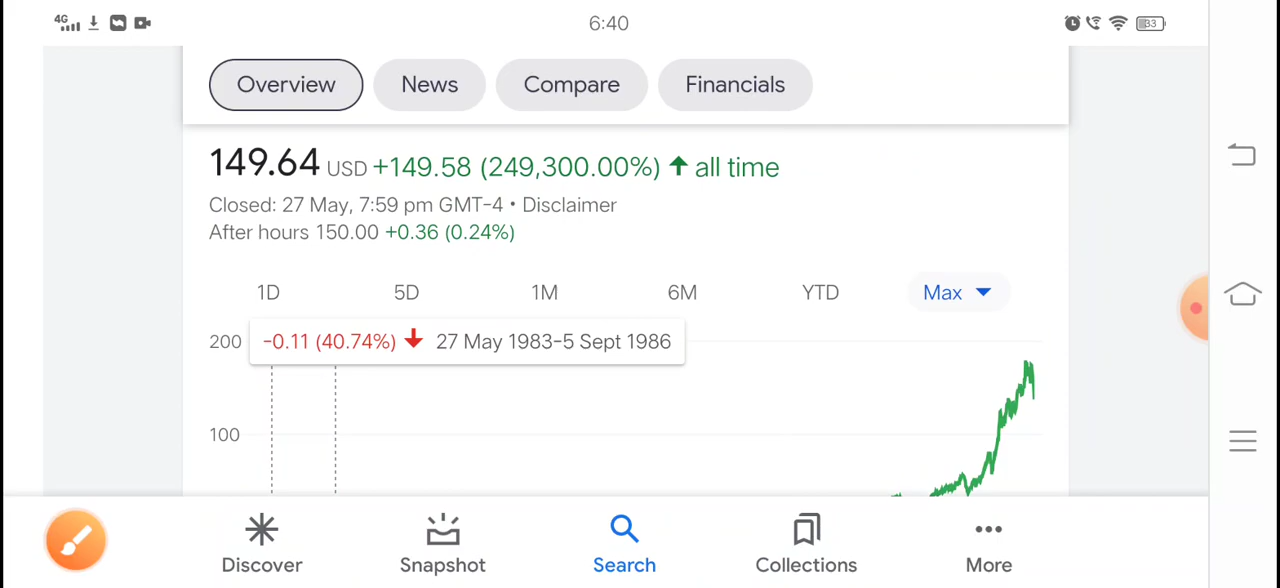 4G 6:40 33
Overview News Compare Financials
149.64 USD +149.58 (249,300.00%) ↑ all time
Closed: 27 May, 7:59 pm GMT-4 • Disclaimer
After hours 150.00 +0.36 (0.24%)
1D 5D 1M 6M YTD Max
200 -0.11 (40.74%) ↓ 27 May 1983-5 Sept 1986
100
Discover Snapshot Search Collections More